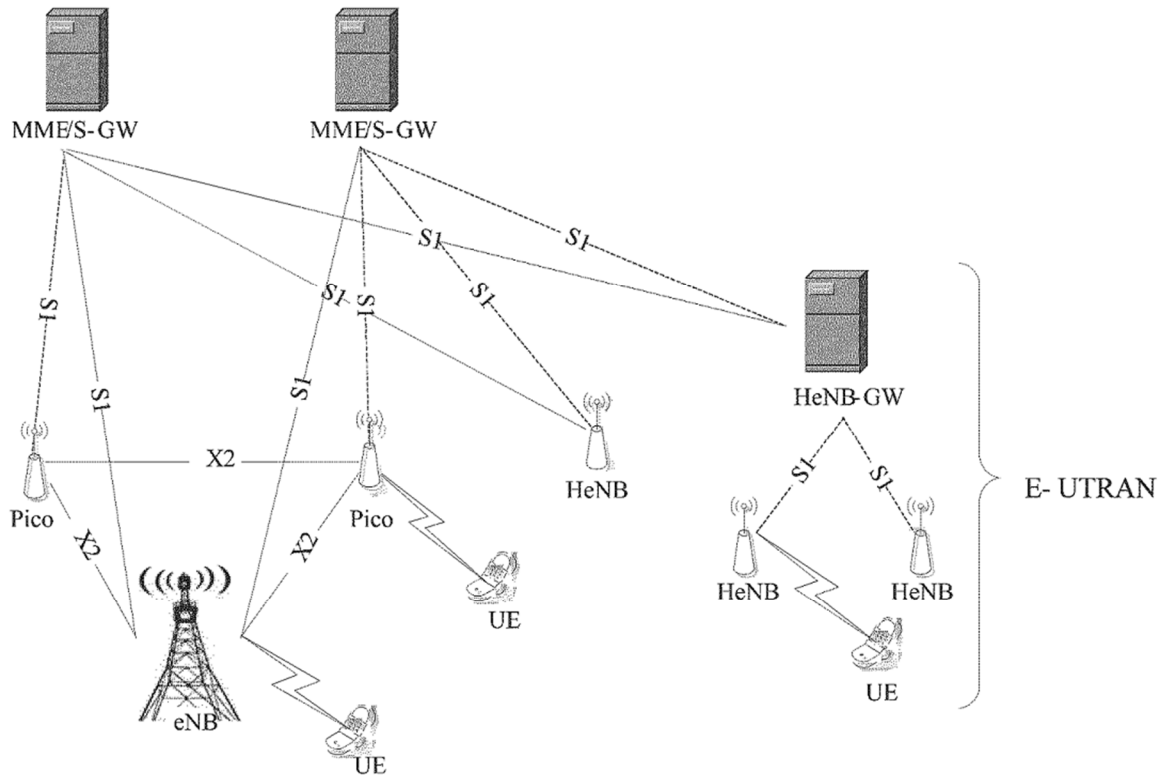 MME/S-GW
MME/S-GW
S1
S1
S1
S1
S1
S1
S1
S1
HeNB-GW
X2
HeNB
S1
S1
E- UTRAN
Pico
Pico
X2
X2
HeNB
HeNB
UE
UE
eNB
UE